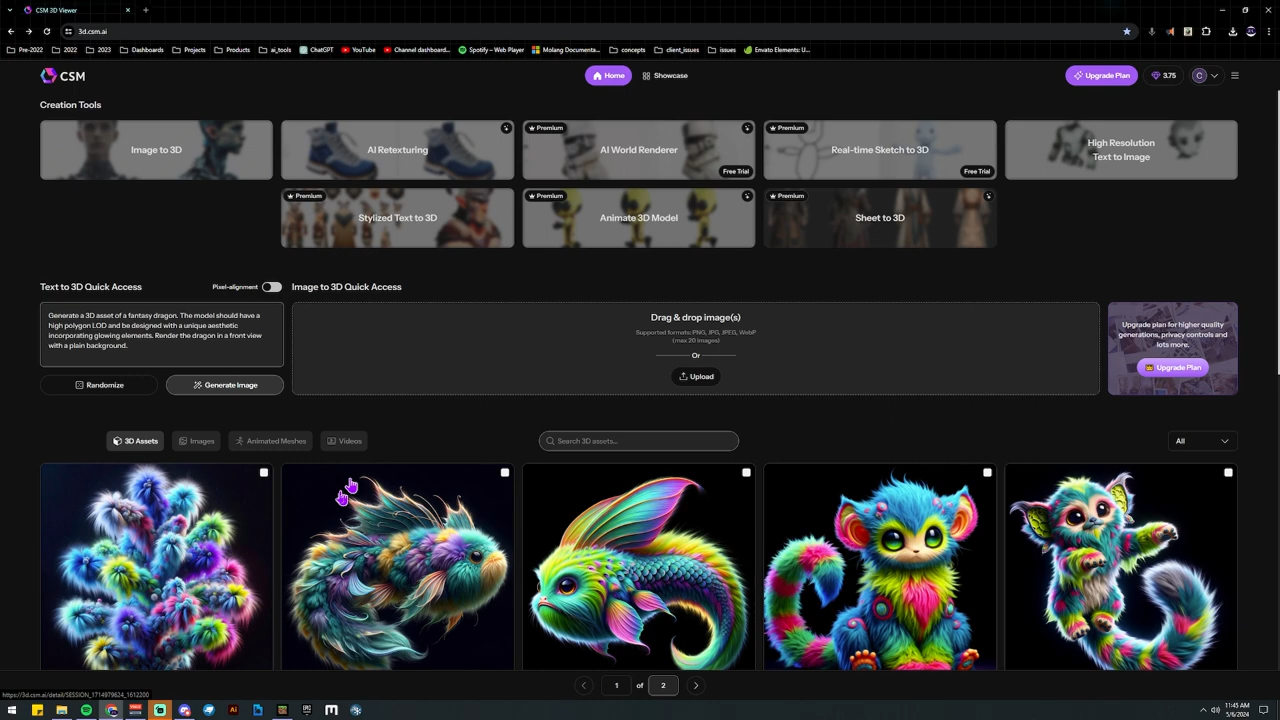 CSM 3D Viewer
3d.csm.ai
Pre-2022
2022
2023
Dashboards
Projects
Products
ai_tools
ChatGPT
YouTube
Channel dashboard...
Spotify – Web Player
Molang Documenta...
concepts
client_issues
issues
Envato Elements: U...
CSM
Home
Showcase
Upgrade Plan
3.75
C
Creation Tools
Image to 3D
AI Retexturing
Premium
AI World Renderer
Free Trial
Premium
Real-time Sketch to 3D
Free Trial
High Resolution
Text to Image
Premium
Stylized Text to 3D
Premium
Animate 3D Model
Premium
Sheet to 3D
Text to 3D Quick Access
Pixel-alignment
Image to 3D Quick Access
Generate a 3D asset of a fantasy dragon. The model should have a
high polygon LOD and be designed with a unique aesthetic
incorporating glowing elements. Render the dragon in a front view
with a plain background.
Randomize
Generate Image
Drag & drop image(s)
Supported formats: PNG, JPG, JPEG, WebP
(max 20 images)
Or
Upload
Upgrade plan for higher quality
generations, privacy controls and
lots more.
Upgrade Plan
3D Assets
Images
Animated Meshes
Videos
Search 3D assets...
All
1
of
2
https://3d.csm.ai/detail/SESSION_1714979624_1612200
11:45 AM
5/6/2024